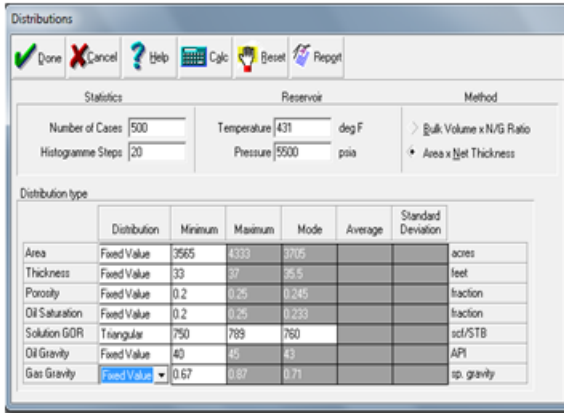 Distributions
Done Cancel Help Calc Reset Report
Statistics Reservoir Method
Number of Cases 500 Temperature 431 deg F Bulk Volume x N/G Ratio
Histogramme Steps 20 Pressure 5500 psia Area x Net Thickness
Distribution type
Distribution Minimum Maximum Mode Average Standard Deviation
Area Fixed Value 3565 4333 3705 acres
Thickness Fixed Value 33 37 35.5 feet
Porosity Fixed Value 0.2 0.25 0.245 fraction
Oil Saturation Fixed Value 0.2 0.25 0.233 fraction
Solution GOR Triangular 750 789 760 scf/STB
Oil Gravity Fixed Value 40 45 43 API
Gas Gravity Fixed Value 0.67 0.87 0.71 sp. gravity